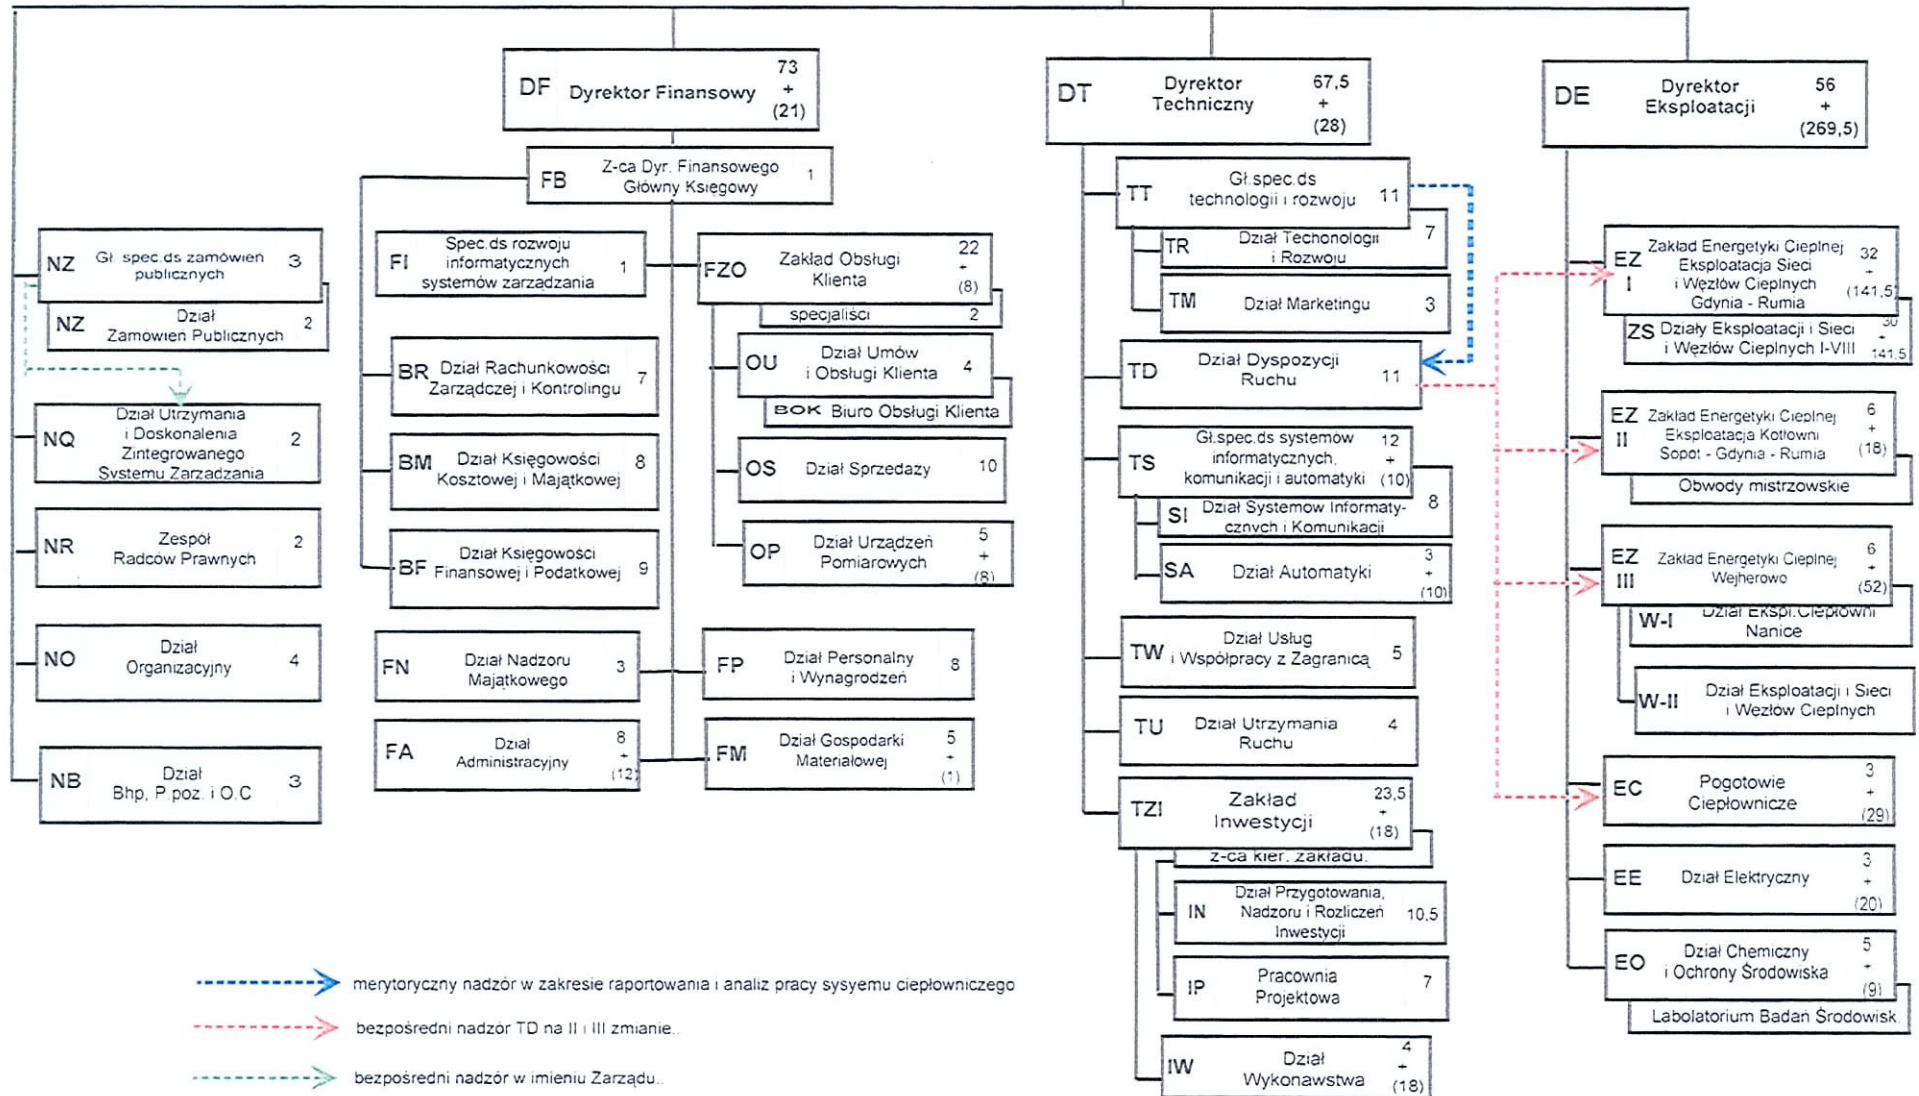 DF Dyrektor Finansowy 73
+
(21)
DT Dyrektor
Techniczny 67,5
+
(28)
DE Dyrektor
Eksploatacji 56
+
(269,5)
FB Z-ca Dyr. Finansowego
Główny Księgowy 1
NZ Gł. spec.ds zamówien
publicznych 3
NZ Dział
Zamowien Publicznych 2
NQ Dział Utrzymania
i Doskonalenia
Zintegrowanego
Systemu Zarzadzania 2
NR Zespół
Radców Prawnych 2
NO Dział
Organizacyjny 4
NB Dział
Bhp, P.poz. i O.C 3
FI Spec.ds rozwoju
informatycznych
systemów zarządzania 1
BR Dział Rachunkowości
Zarządczej i Kontrolingu 7
BM Dział Księgowości
Kosztowej i Majątkowej 8
BF Dział Księgowości
Finansowej i Podatkowej 9
FN Dział Nadzoru
Majątkowego 3
FA Dział
Administracyjny 8
+
(12)
FZO Zakład Obsługi
Klienta 22
+
(8)
specjaliści 2
OU Dział Umów
i Obsługi Klienta 4
BOK Biuro Obsługi Klienta
OS Dział Sprzedazy 10
OP Dział Urządzeń
Pomiarowych 5
+
(8)
FP Dział Personalny
i Wynagrodzeń 8
FM Dział Gospodarki
Materiałowej 5
+
(1)
TT Gł.spec.ds
technologii i rozwoju 11
TR Dział Techonologii
i Rozwoju 7
TM Dział Marketingu 3
TD Dział Dyspozycji
Ruchu 11
TS Gł.spec.ds systemów
informatycznych,
komunikacji i automatyki 12
+
(10)
SI Dział Systemow Informaty-
cznych i Komunikacji 8
SA Dział Automatyki 3
+
(10)
TW Dział Usług
i Współpracy z Zagranicą 5
TU Dział Utrzymania
Ruchu 4
TZI Zakład
Inwestycji 23,5
+
(18)
z-ca kier. zakładu.
IN Dział Przygotowania,
Nadzoru i Rozliczeń
Inwestycji 10,5
IP Pracownia
Projektowa 7
IW Dział
Wykonawstwa 4
+
(18)
EZ I Zakład Energetyki Cieplnej
Eksploatacja Sieci
i Węzłów Cieplnych
Gdynia - Rumia 32
+
(141,5)
ZS Działy Eksploatacji i Sieci
i Węzłów Cieplnych I-VIII 30
+
141,5
EZ II Zakład Energetyki Cieplnej
Eksploatacja Kotłowni
Sopot - Gdynia - Rumia 6
+
(18)
Obwody mistrzowskie
EZ III Zakład Energetyki Cieplnej
Wejherowo 6
+
(52)
W-I Dział Ekspl.Ciepłowni
Nanice
W-II Dział Eksploatacji i Sieci
i Węzłów Cieplnych
EC Pogotowie
Ciepłownicze 3
+
(29)
EE Dział Elektryczny 3
+
(20)
EO Dział Chemiczny
i Ochrony Środowiska 5
+
(9)
Labolatorium Badań Środowisk.
merytoryczny nadzór w zakresie raportowania i analiz pracy sysyemu ciepłowniczego
bezpośredni nadzór TD na II i III zmianie..
bezpośredni nadzór w imieniu Zarządu..